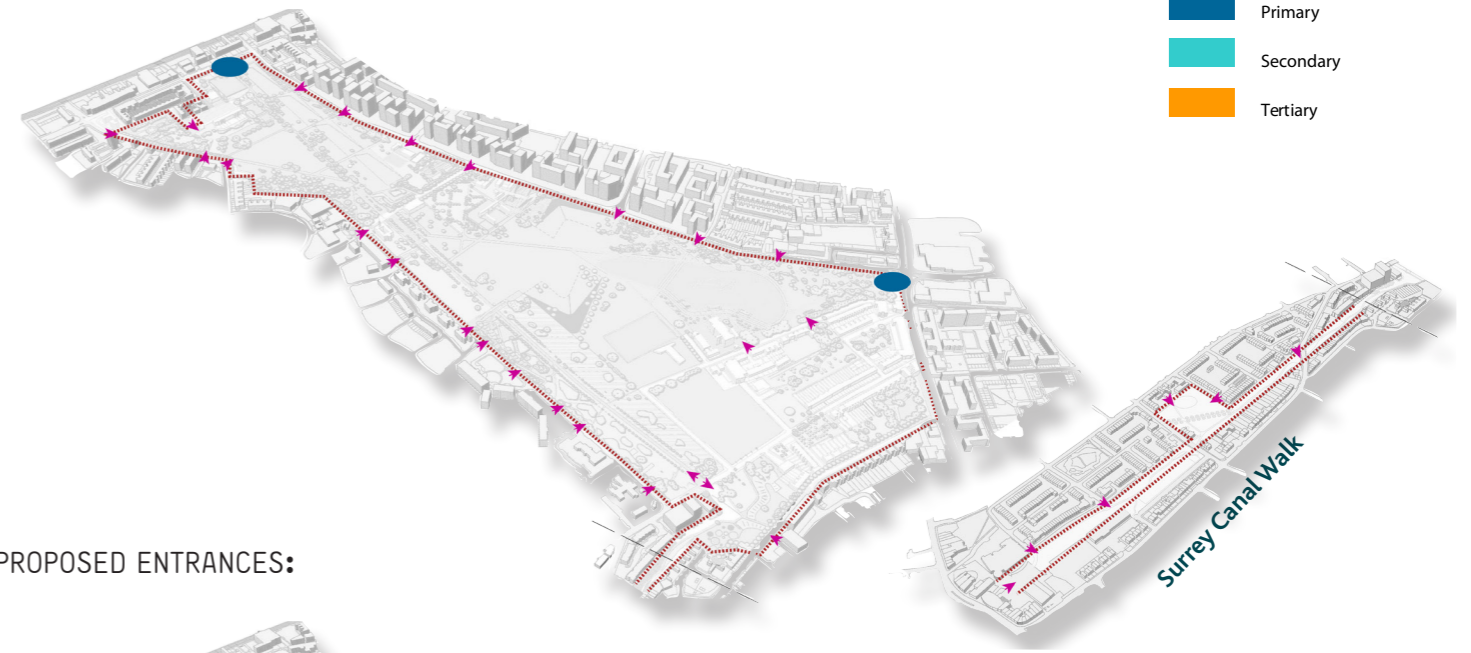 Primary
Secondary
Tertiary
Surrey Canal Walk
PROPOSED ENTRANCES: